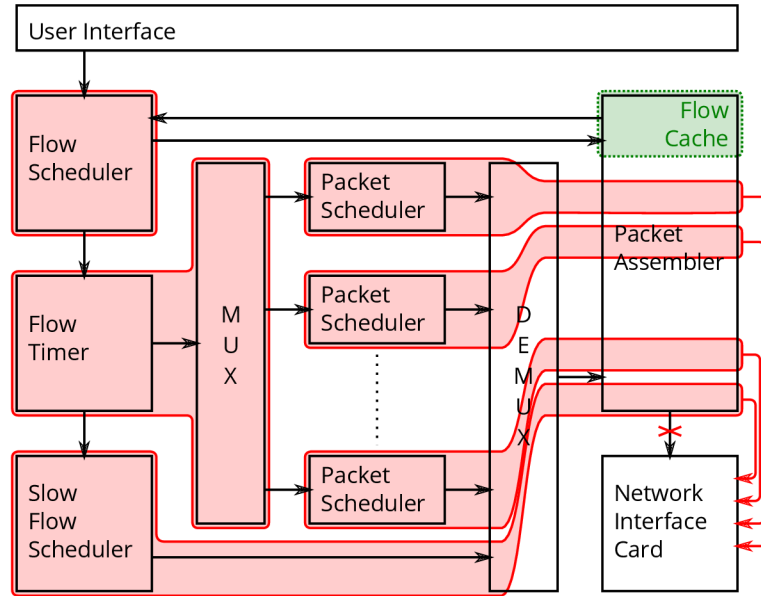 User Interface
Flow
Scheduler
Flow
Cache
Packet
Scheduler
Packet
Assembler
Flow
Timer
M
U
X
Packet
Scheduler
D
E
M
U
X
Packet
Scheduler
Slow
Flow
Scheduler
Network
Interface
Card